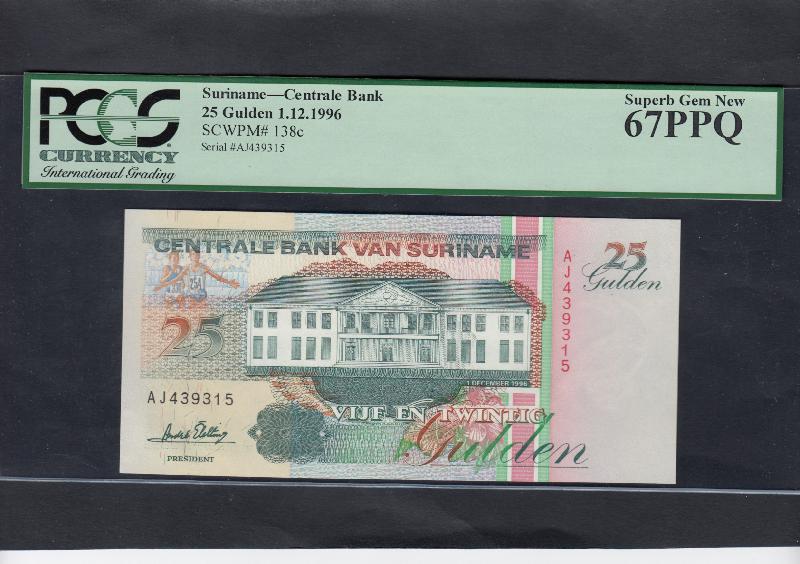 PCGS
CURRENCY
International Grading
Suriname—Centrale Bank
25 Gulden 1.12.1996
SCWPM# 138c
Serial #AJ439315
Superb Gem New
67PPQ
CENTRALE BANK VAN SURINAME
25
Gulden
AJ439315
25
1 DECEMBER 1996
AJ439315
VIJF EN TWINTIG
Gulden
PRESIDENT